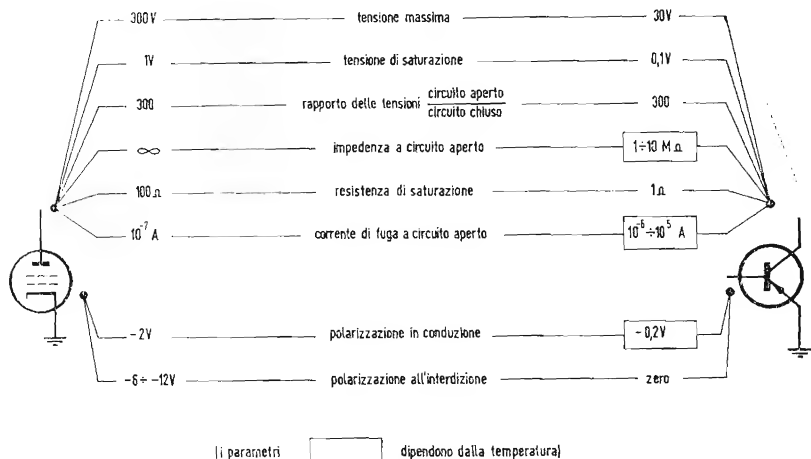 300V tensione massima 30V
1V tensione di saturazione 0,1V
300 rapporto delle tensioni circuito aperto / circuito chiuso 300
∞ impedenza a circuito aperto 1÷10 MΩ
100Ω resistenza di saturazione 1Ω
10⁻⁷ A corrente di fuga a circuito aperto 10⁻⁶÷10⁵ A
−2V polarizzazione in conduzione −0,2V
−6÷−12V polarizzazione all'interdizione zero
(i parametri dipendono dalla temperatura)